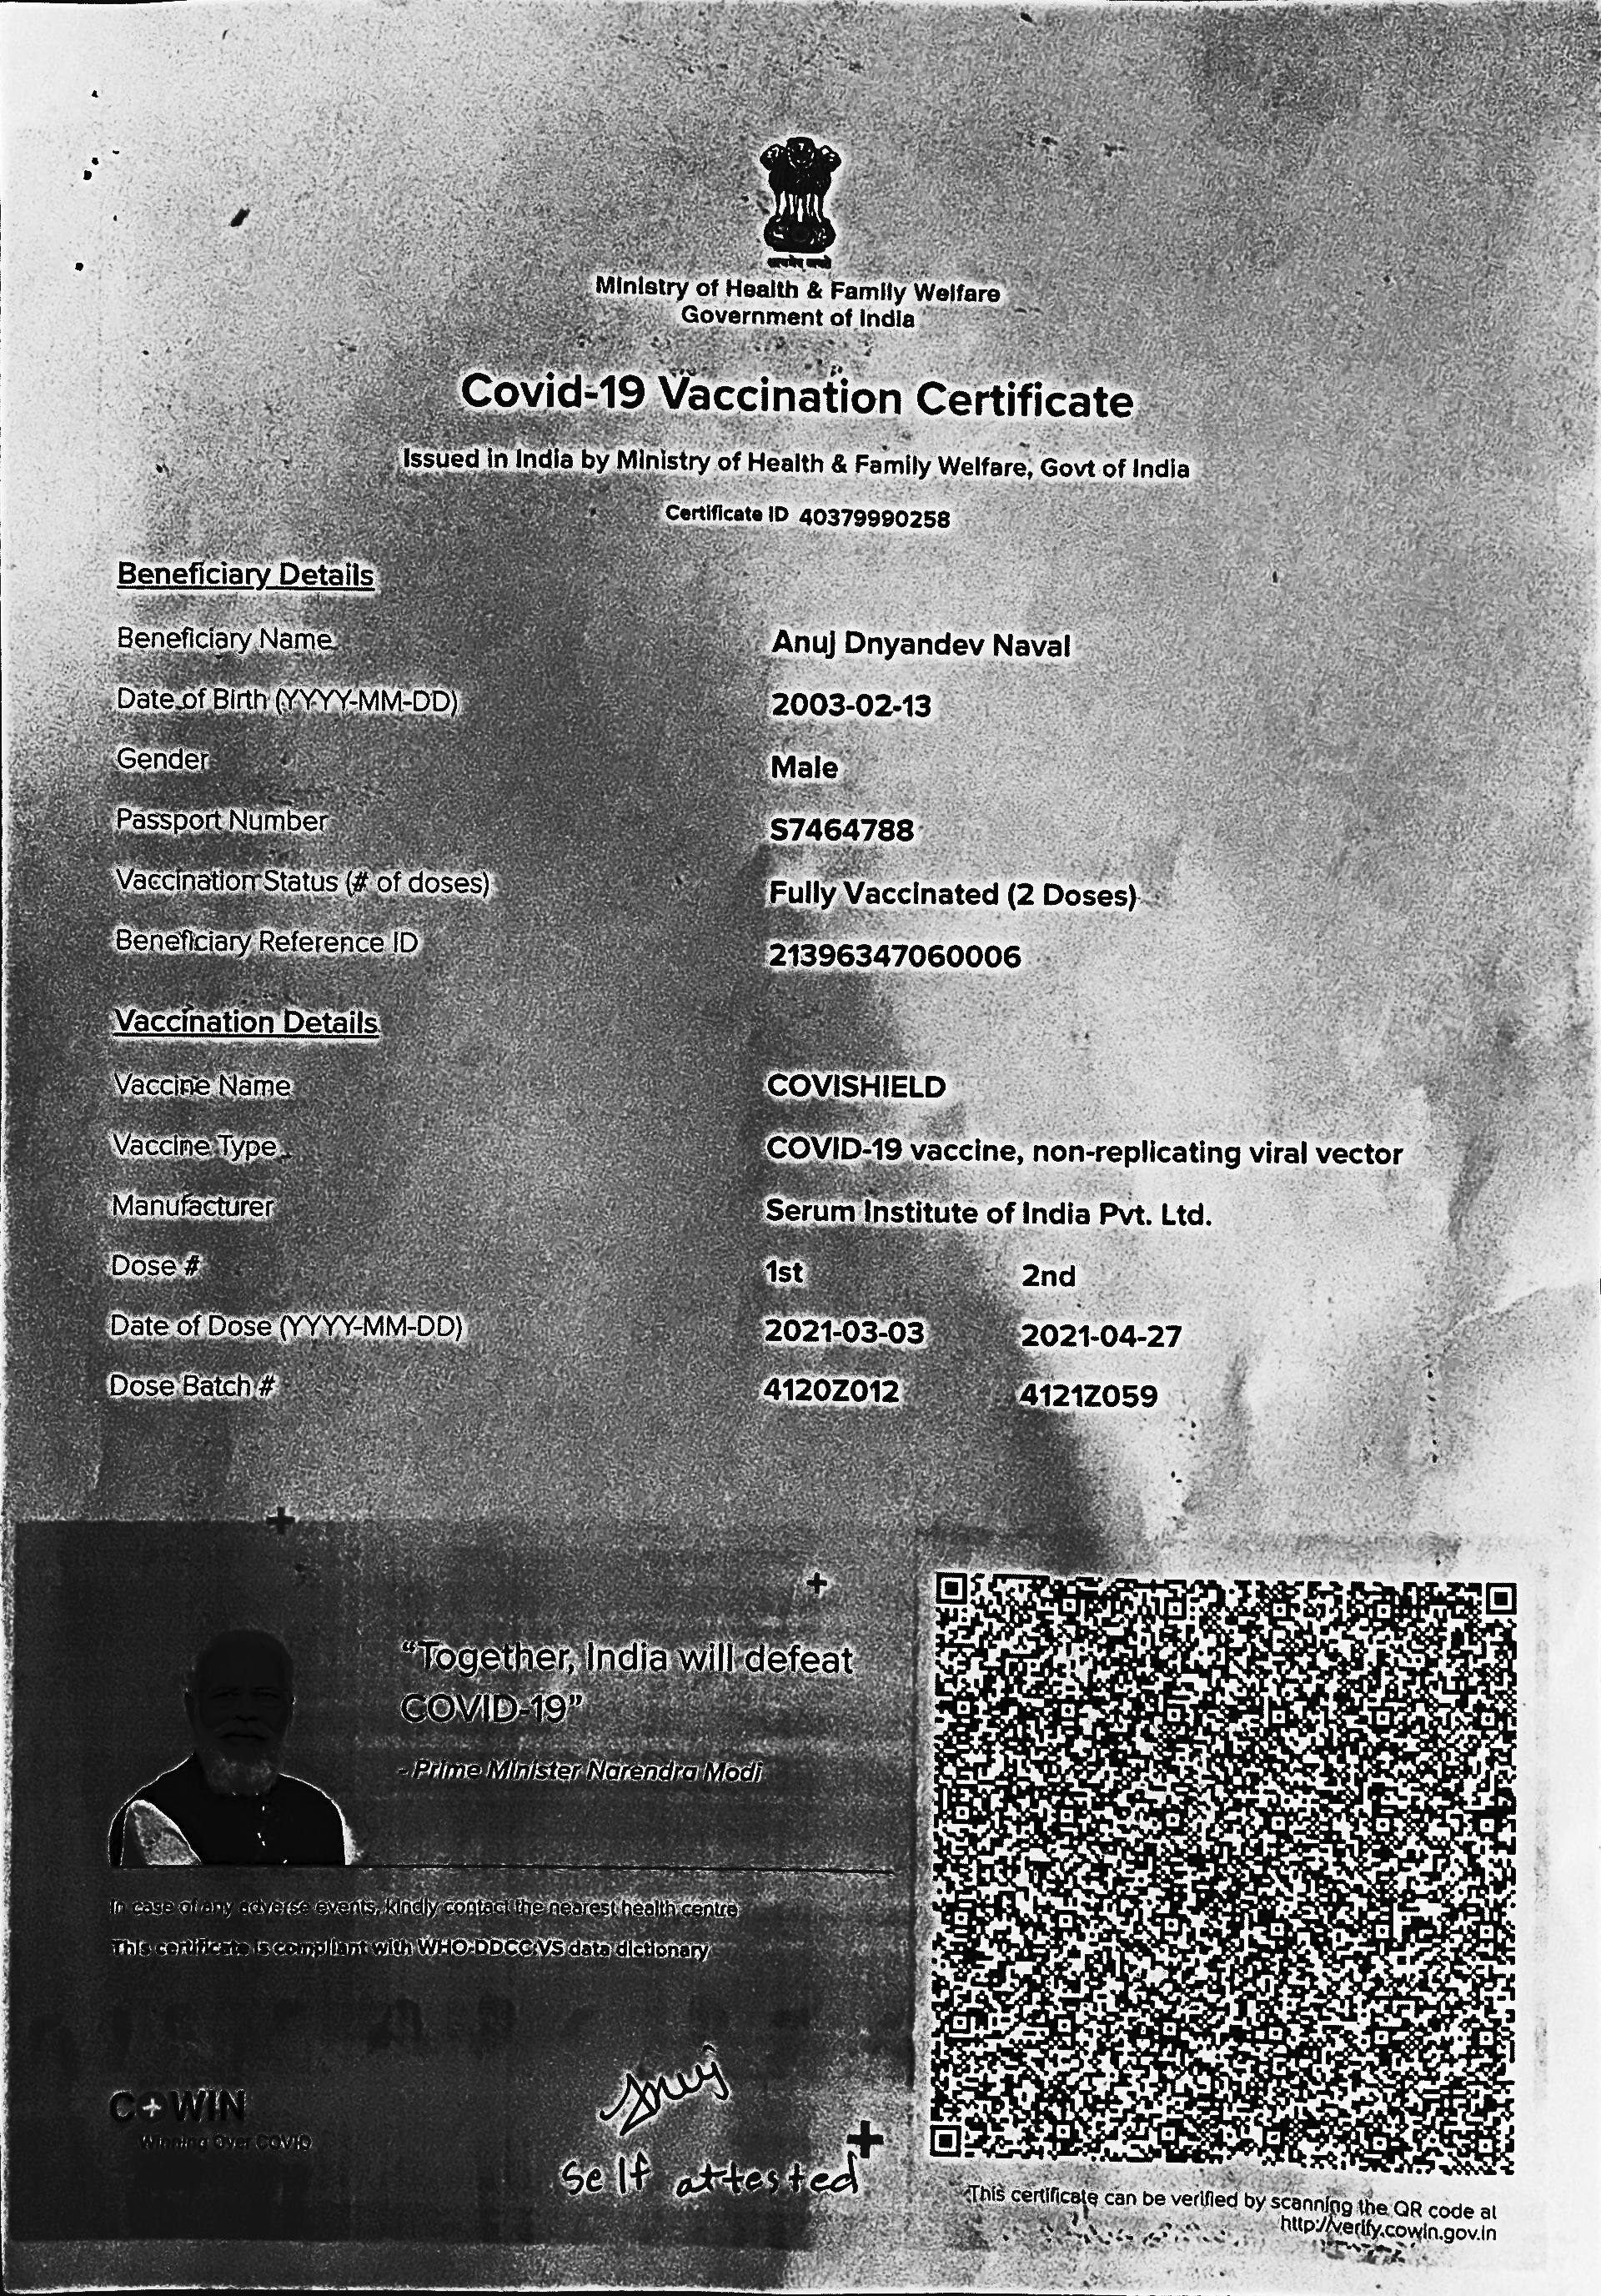 सत्यमेव जयते
Ministry of Health & Family Welfare
Government of India
Covid-19 Vaccination Certificate
Issued in India by Ministry of Health & Family Welfare, Govt of India
Certificate ID 40379990258
Beneficiary Details
Beneficiary Name Anuj Dnyandev Naval
Date of Birth (YYYY-MM-DD) 2003-02-13
Gender Male
Passport Number S7464788
Vaccination Status (# of doses) Fully Vaccinated (2 Doses)
Beneficiary Reference ID 21396347060006
Vaccination Details
Vaccine Name COVISHIELD
Vaccine Type COVID-19 vaccine, non-replicating viral vector
Manufacturer Serum Institute of India Pvt. Ltd.
Dose # 1st 2nd
Date of Dose (YYYY-MM-DD) 2021-03-03 2021-04-27
Dose Batch # 4120Z012 4121Z059
“Together, India will defeat
COVID-19”
- Prime Minister Narendra Modi
In case of any adverse events, kindly contact the nearest health centre
This certificate is compliant with WHO:DDCC:VS data dictionary
COWIN
Winning Over COVID
Anuj
Self attested
This certificate can be verified by scanning the QR code at
http://verify.cowin.gov.in